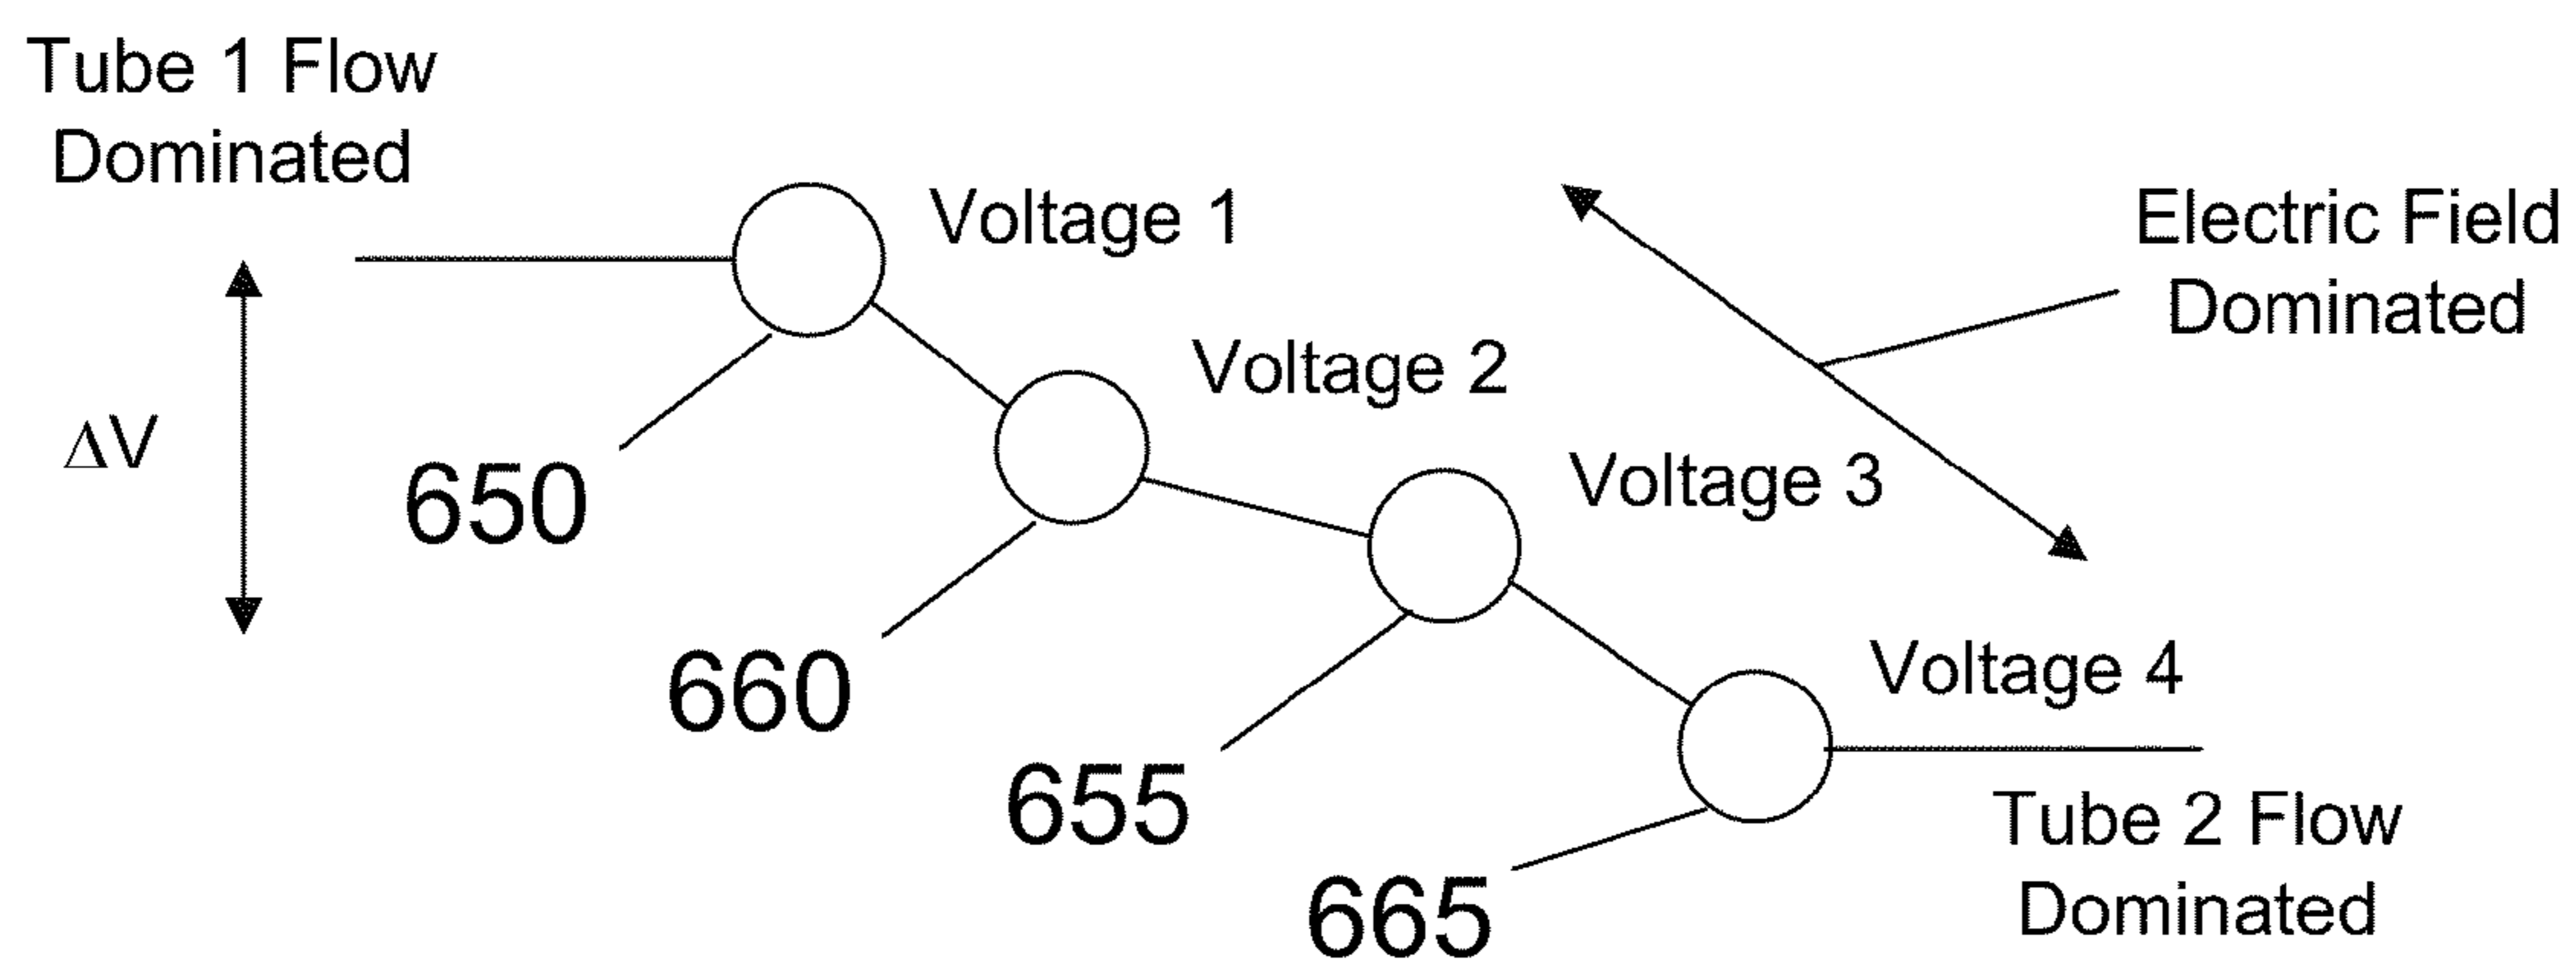 Tube 1 Flow
Dominated
Voltage 1
Electric Field
Dominated
Voltage 2
ΔV
Voltage 3
650
660
Voltage 4
655
Tube 2 Flow
Dominated
665